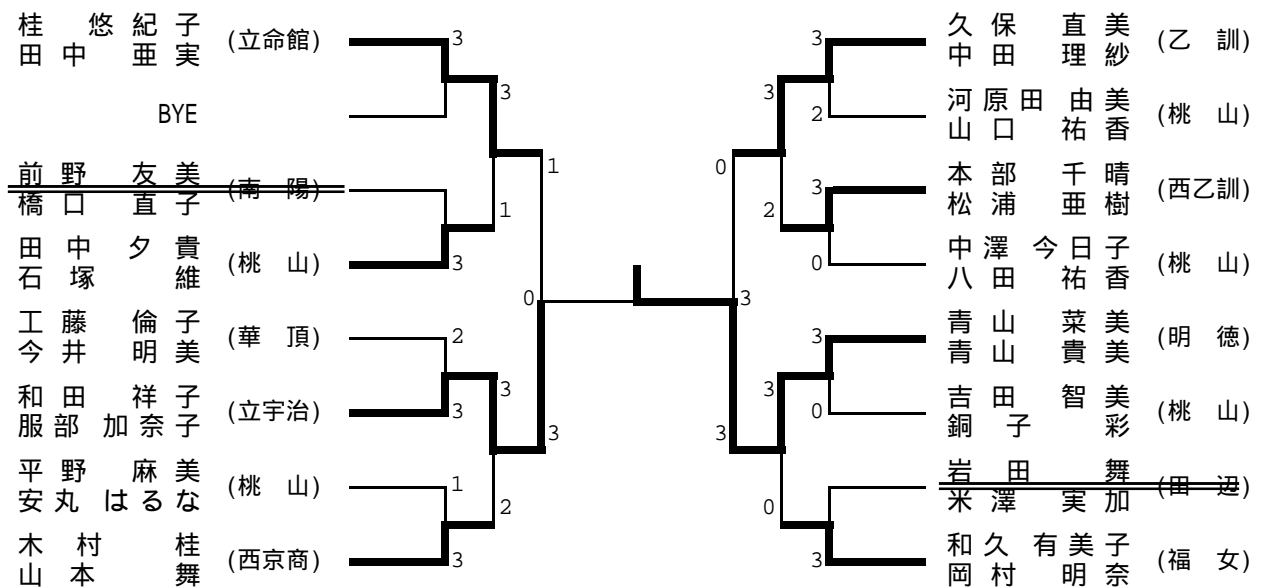 桂 悠紀子
田中 亜実 (立命館) 3
3
BYE
1
前野 友美
橋口 直子 (南 陽)
1
田中 夕貴
石塚 維 (桃 山) 3
0
工藤 倫子
今井 明美 (華 頂) 2
3
和田 祥子
服部 加奈子 (立宇治) 3
3
平野 麻美
安丸 はるな (桃 山) 1
2
木村 桂
山本 舞 (西京商) 3
3 久保 直美
中田 理紗 (乙 訓)
3
2 河原田 由美
山口 祐香 (桃 山)
0
3 本部 千晴
松浦 亜樹 (西乙訓)
2
0 中澤 今日子
八田 祐香 (桃 山)
3
3 青山 菜美
青山 貴美 (明 徳)
3
0 吉田 智美
銅子 彩 (桃 山)
3
岩田 舞
米澤 実加 (田 辺)
0
3 和久 有美子
岡村 明奈 (福 女)